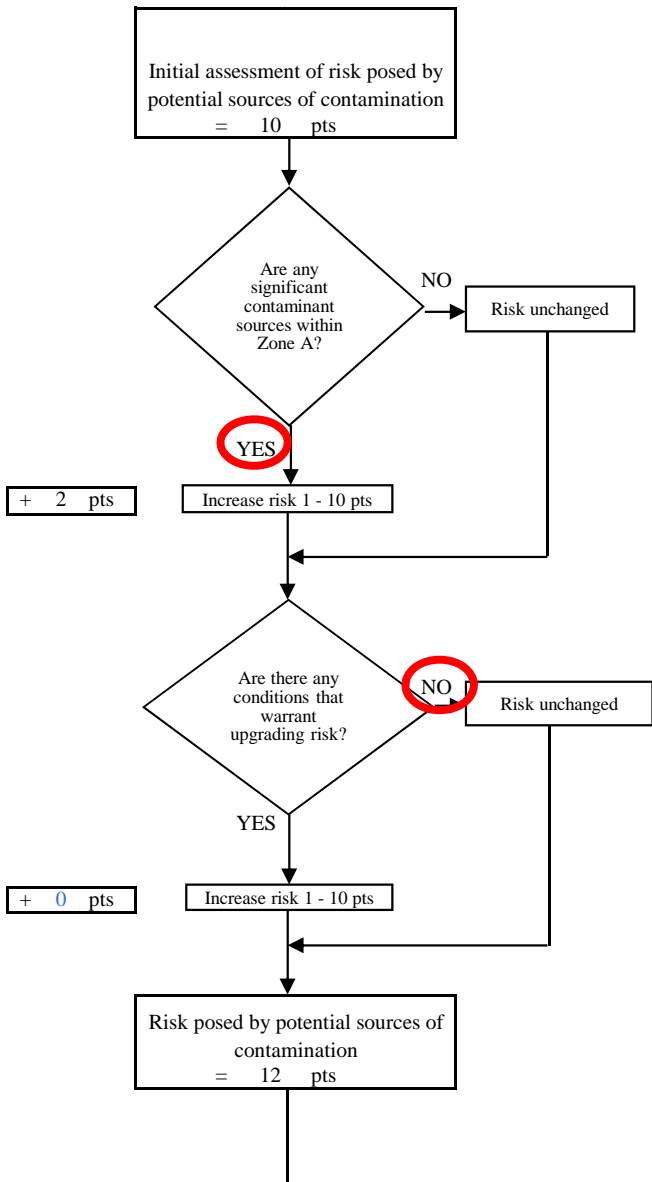 Initial assessment of risk posed by
potential sources of contamination
= 10 pts
Are any
significant
contaminant
sources within
Zone A?
NO
Risk unchanged
YES
+ 2 pts
Increase risk 1 - 10 pts
Are there any
conditions that
warrant
upgrading risk?
NO
Risk unchanged
YES
+ 0 pts
Increase risk 1 - 10 pts
Risk posed by potential sources of
contamination
= 12 pts